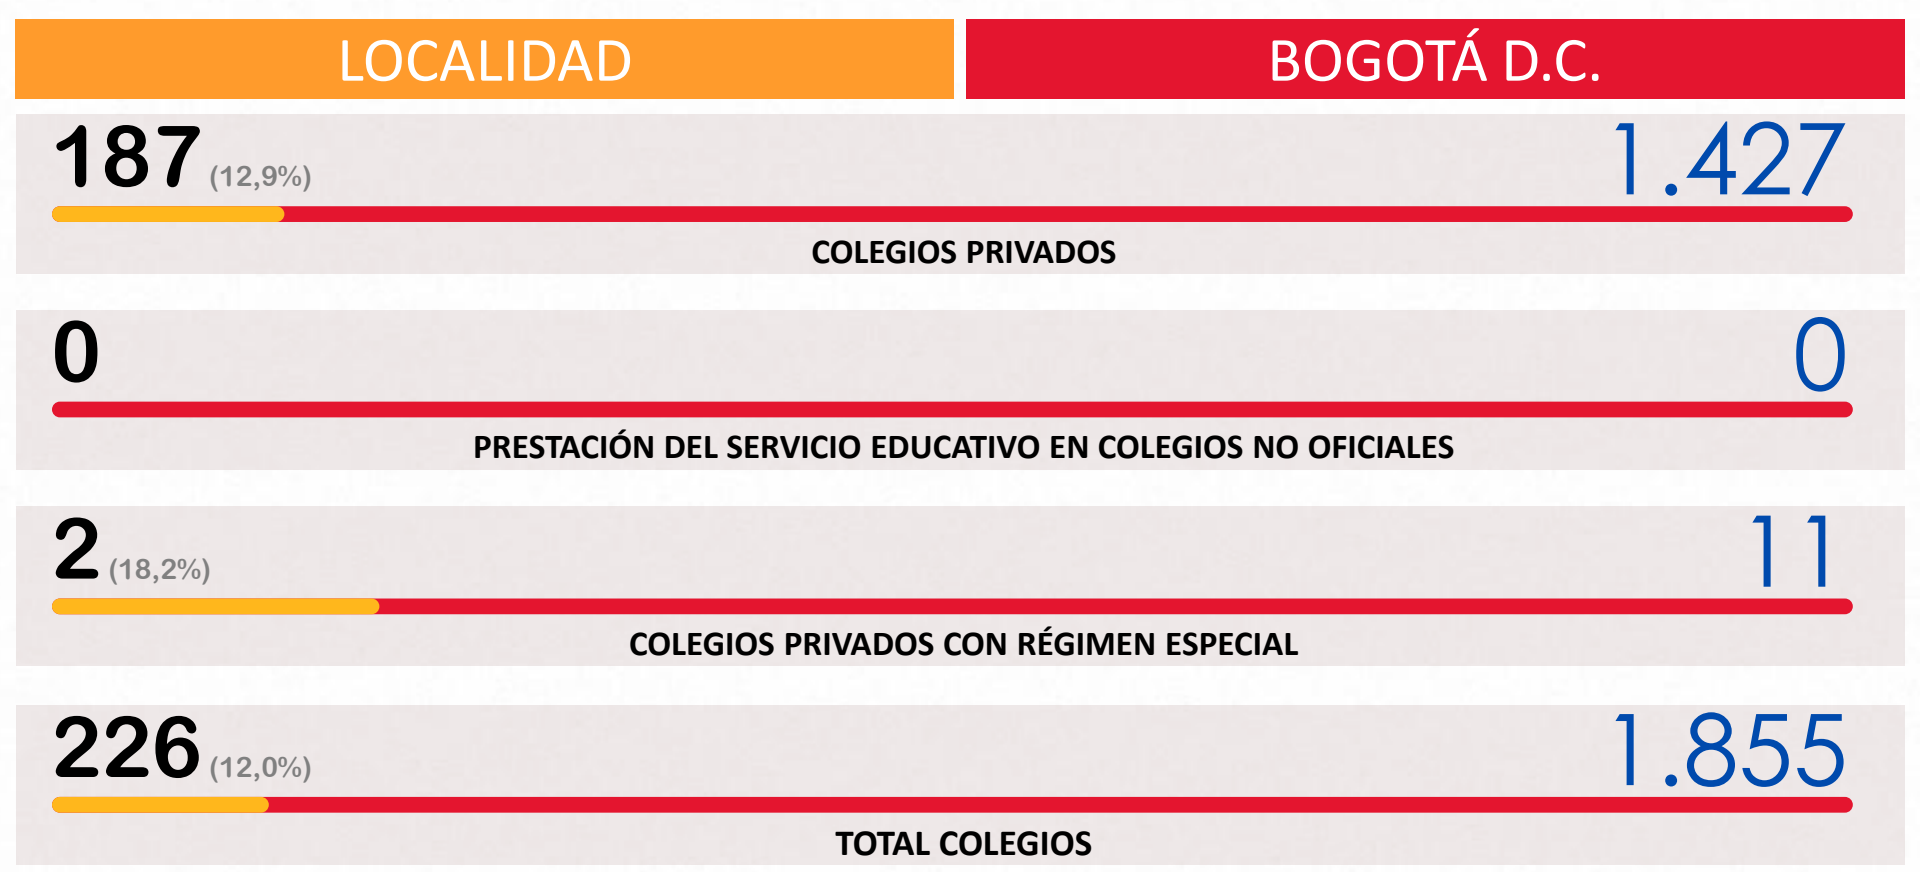 LOCALIDAD
BOGOTÁ D.C.
187 (12,9%)
1.427
COLEGIOS PRIVADOS
0
0
PRESTACIÓN DEL SERVICIO EDUCATIVO EN COLEGIOS NO OFICIALES
2 (18,2%)
11
COLEGIOS PRIVADOS CON RÉGIMEN ESPECIAL
226 (12,0%)
1.855
TOTAL COLEGIOS